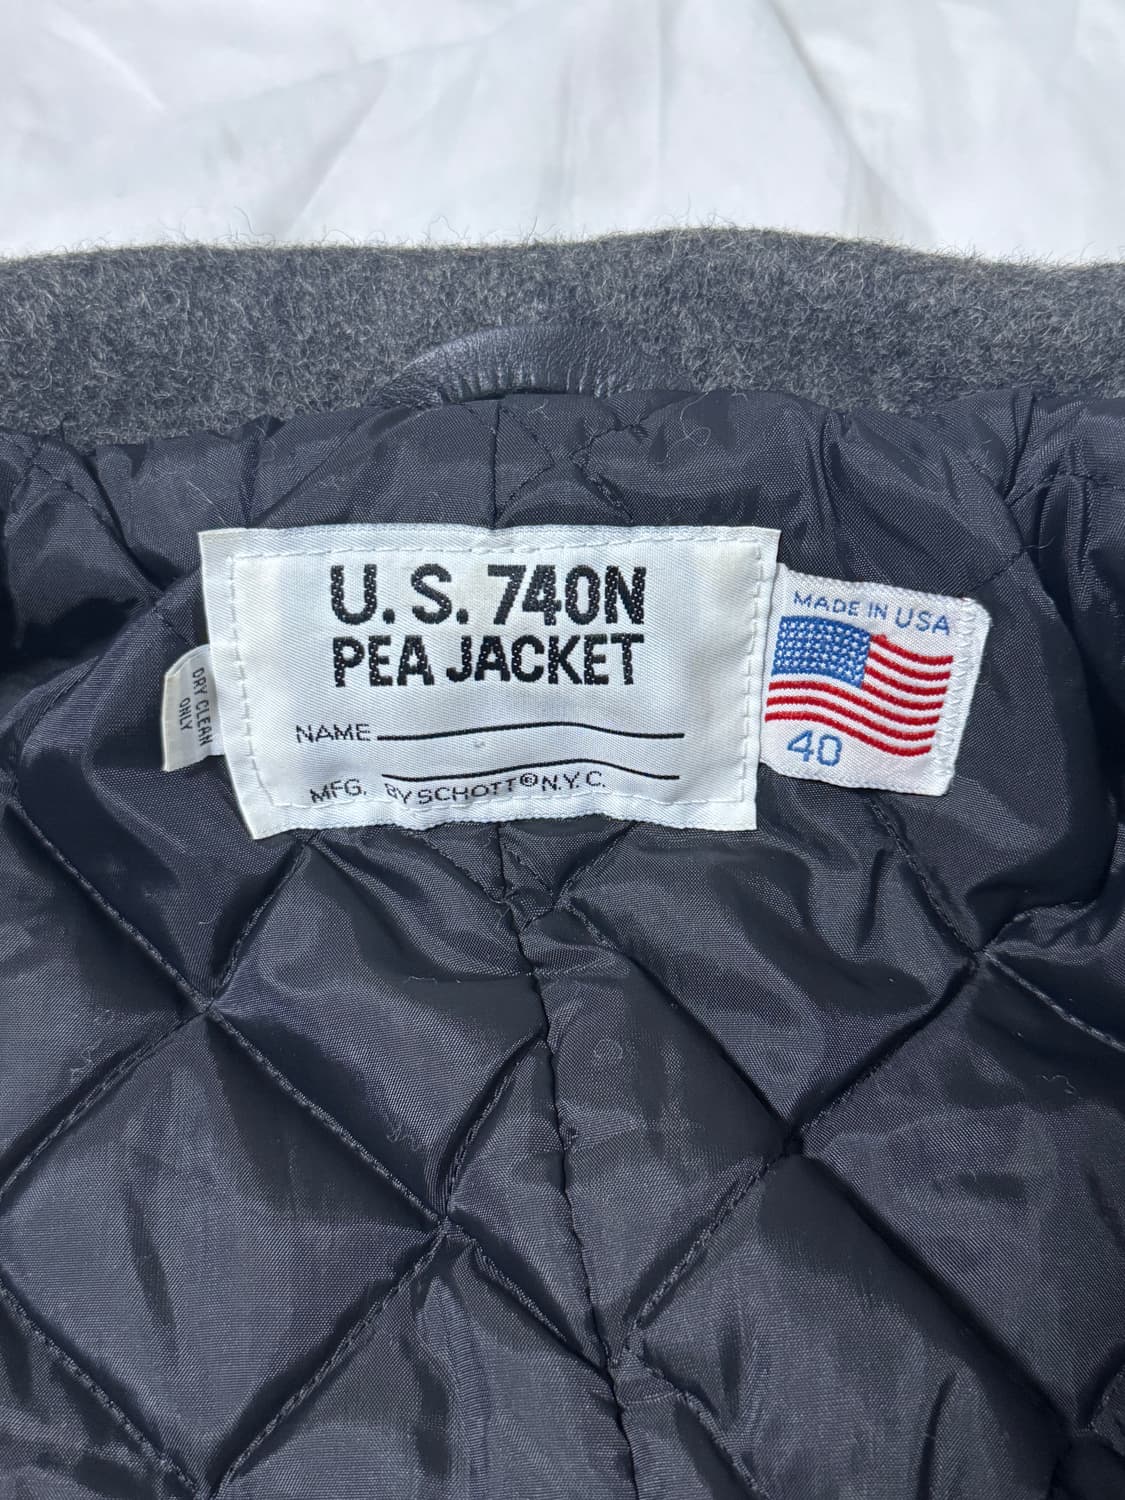 U.S. 740N
PEA JACKET
NAME
MFG. BY SCHOTT® N.Y.C.
MADE IN USA
40
DRY CLEAN
ONLY